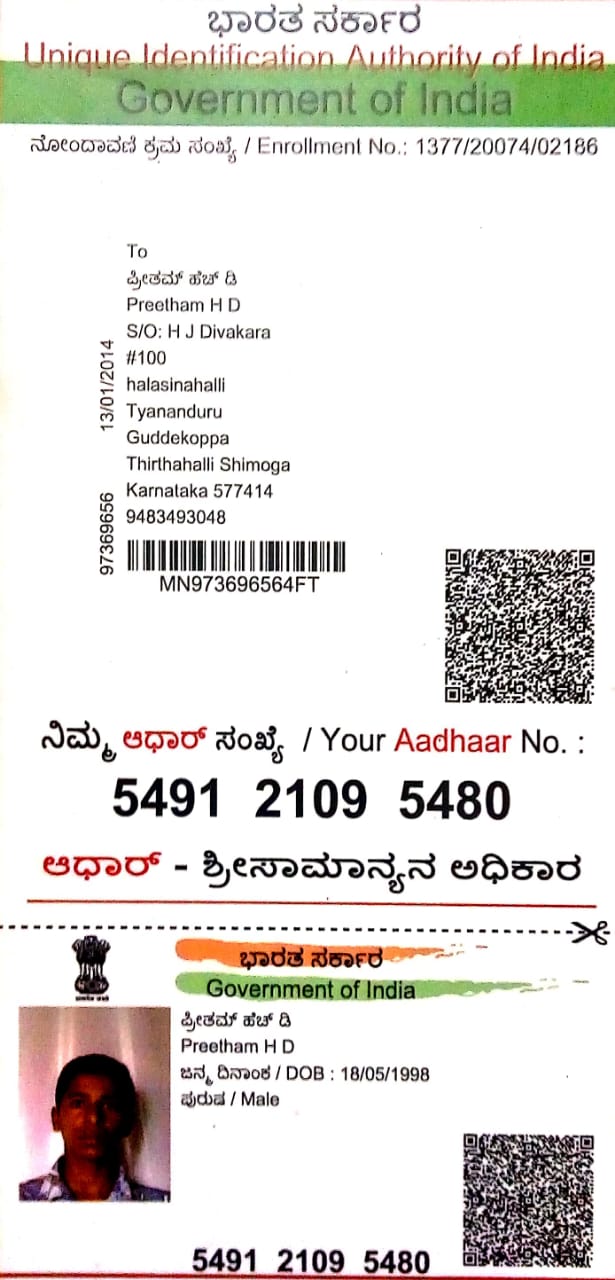 ಭಾರತ ಸರ್ಕಾರ
Unique Identification Authority of India
Government of India
ನೋಂದಾವಣಿ ಕ್ರಮ ಸಂಖ್ಯೆ / Enrollment No.: 1377/20074/02186
To
ಪ್ರೀತಮ್ ಹೆಚ್ ಡಿ
Preetham H D
S/O: H J Divakara
#100
halasinahalli
Tyananduru
Guddekoppa
Thirthahalli Shimoga
Karnataka 577414
9483493048
13/01/2014
97369656
MN973696564FT
ನಿಮ್ಮ ಆಧಾರ್ ಸಂಖ್ಯೆ / Your Aadhaar No. :
5491 2109 5480
ಆಧಾರ್ - ಶ್ರೀಸಾಮಾನ್ಯನ ಅಧಿಕಾರ
ಭಾರತ ಸರ್ಕಾರ
Government of India
ಪ್ರೀತಮ್ ಹೆಚ್ ಡಿ
Preetham H D
ಜನ್ಮ ದಿನಾಂಕ / DOB : 18/05/1998
ಪುರುಷ / Male
5491 2109 5480